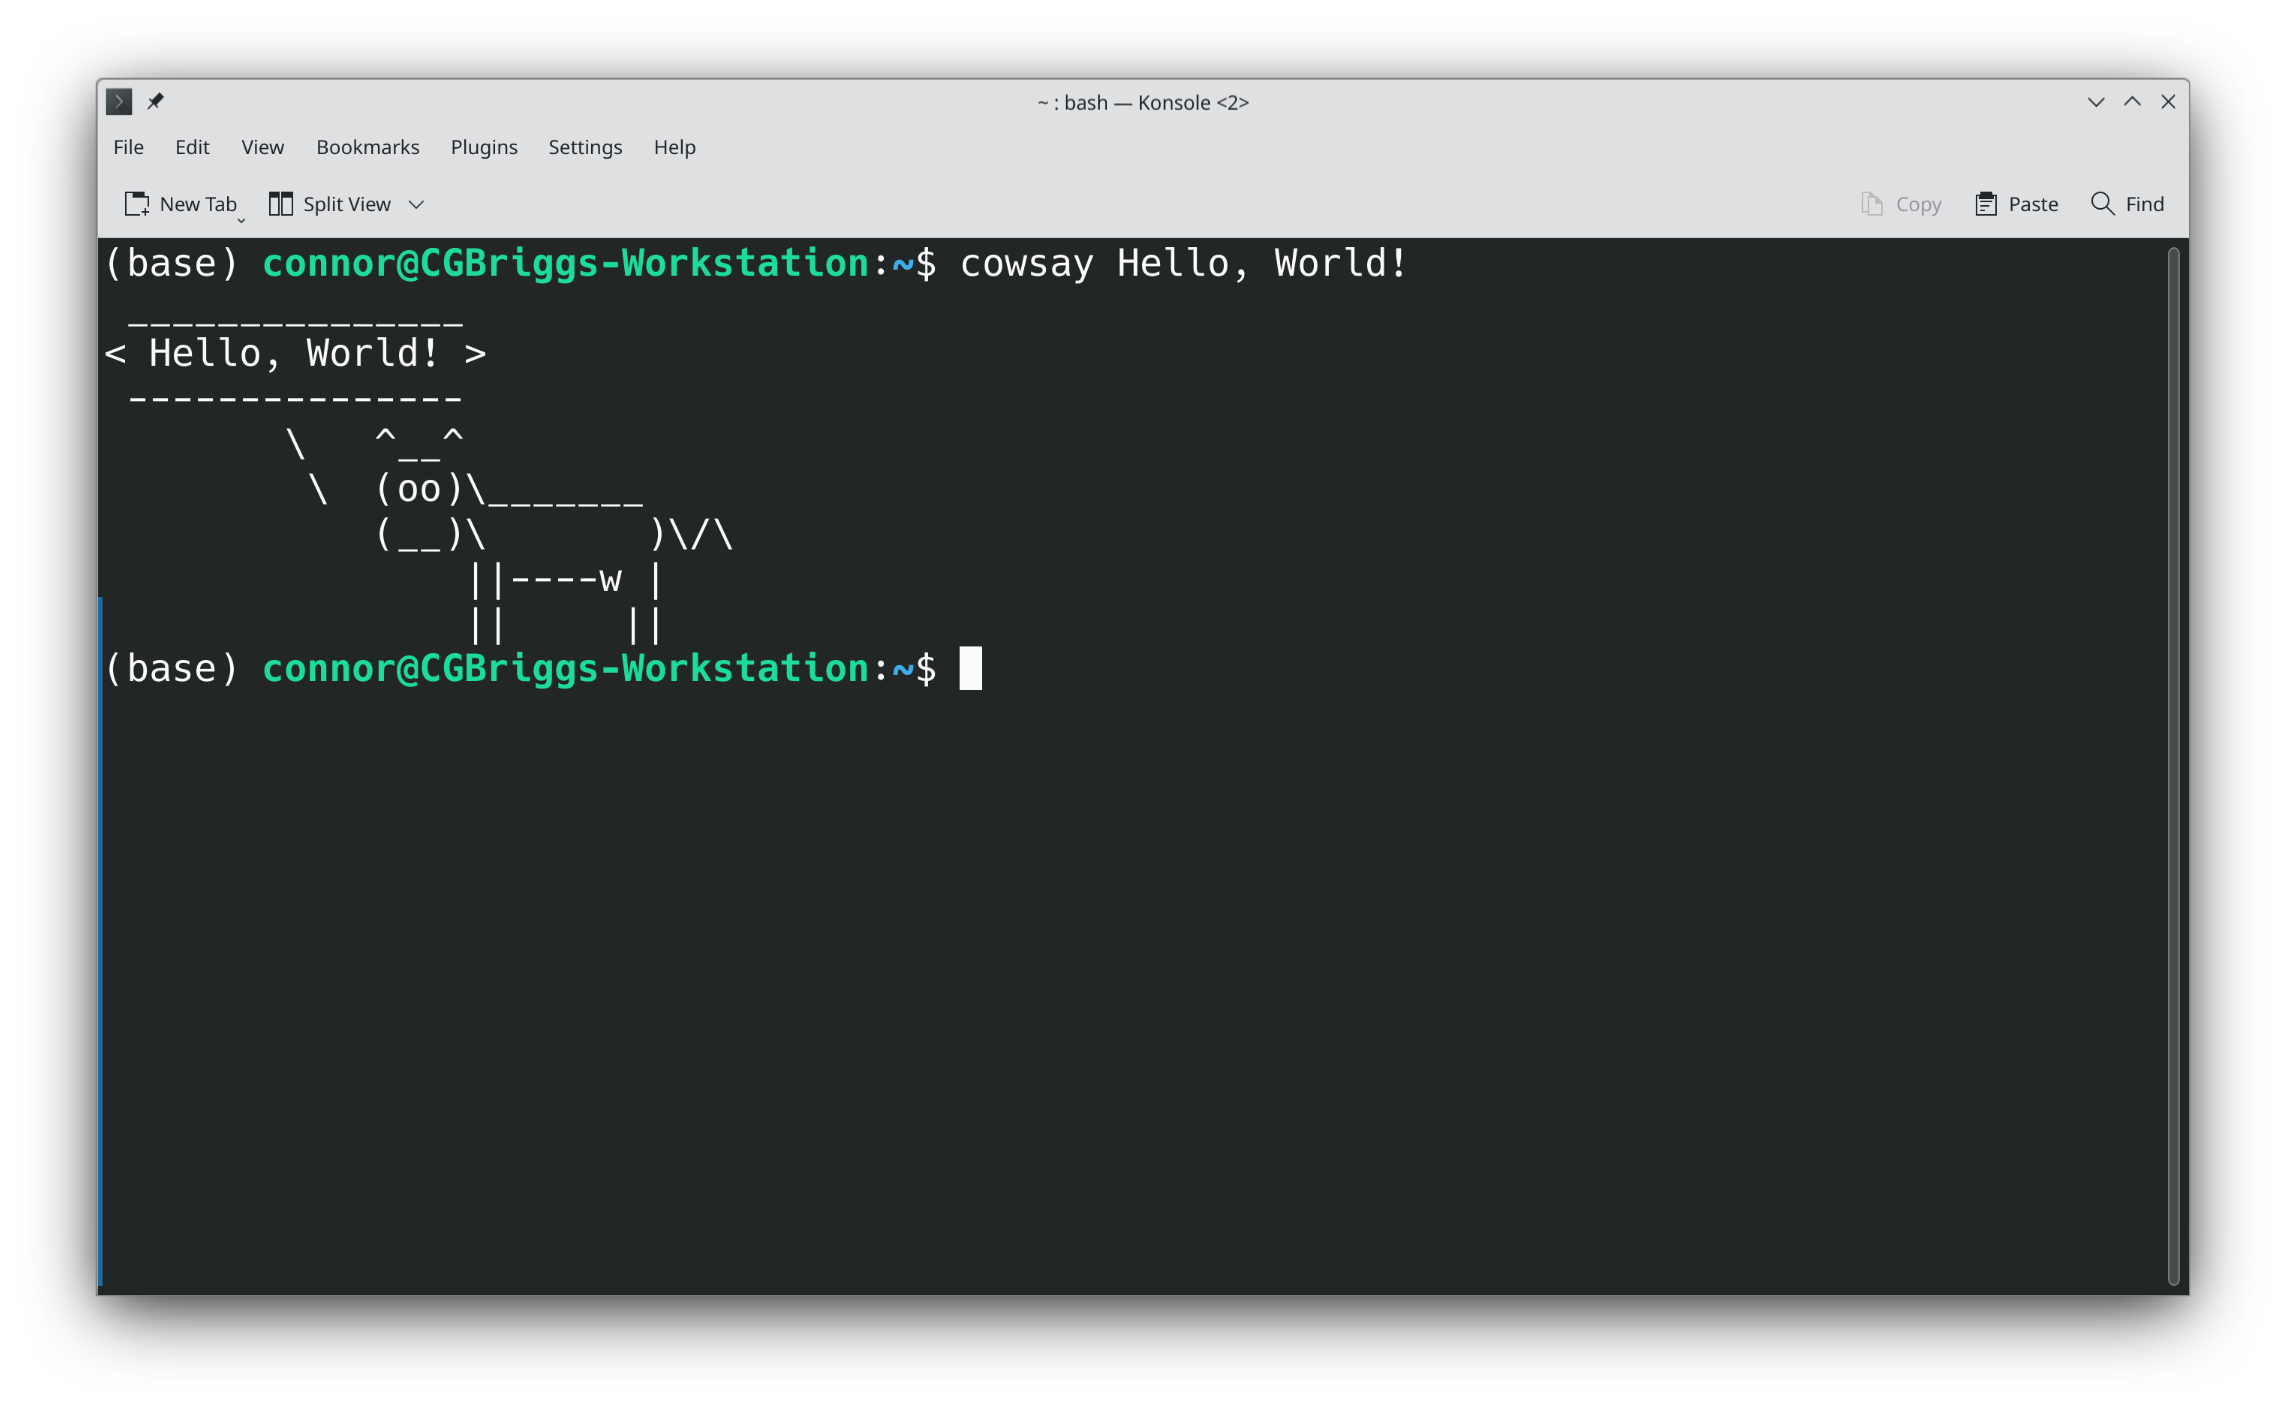 ~ : bash — Konsole <2>
File Edit View Bookmarks Plugins Settings Help
New Tab Split View Copy Paste Find
(base) connor@CGBriggs-Workstation:~$ cowsay Hello, World!
 _______________
< Hello, World! >
 ---------------
        \   ^__^
         \  (oo)\_______
            (__)\       )\/\
                ||----w |
                ||     ||
(base) connor@CGBriggs-Workstation:~$